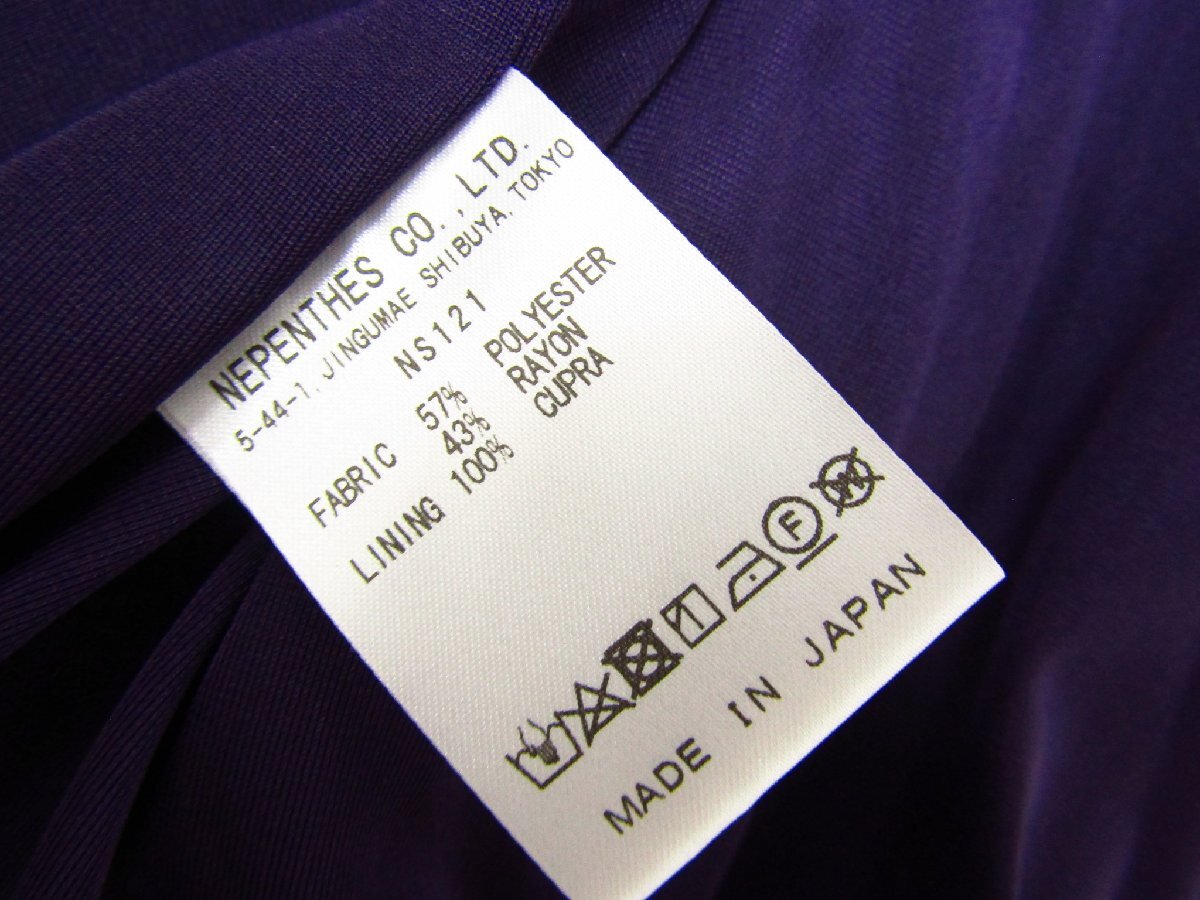 NEPENTHES CO.,LTD.
5-44-1, JINGUMAE SHIBUYA, TOKYO
NS121
FABRIC 57% POLYESTER
43% RAYON
LINING 100% CUPRA
F
W
MADE IN JAPAN